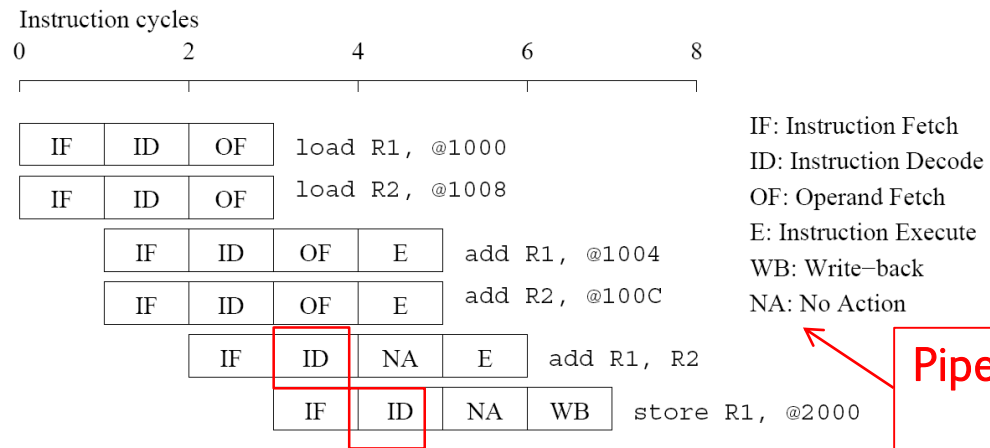 Instruction cycles
0 2 4 6 8
IF ID OF load R1, @1000
IF ID OF load R2, @1008
IF ID OF E add R1, @1004
IF ID OF E add R2, @100C
IF ID NA E add R1, R2
IF ID NA WB store R1, @2000
IF: Instruction Fetch
ID: Instruction Decode
OF: Operand Fetch
E: Instruction Execute
WB: Write−back
NA: No Action